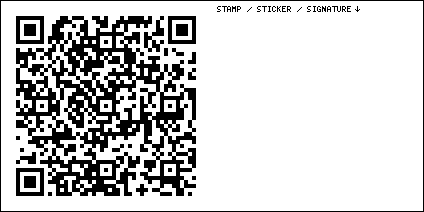 STAMP / STICKER / SIGNATURE ↓